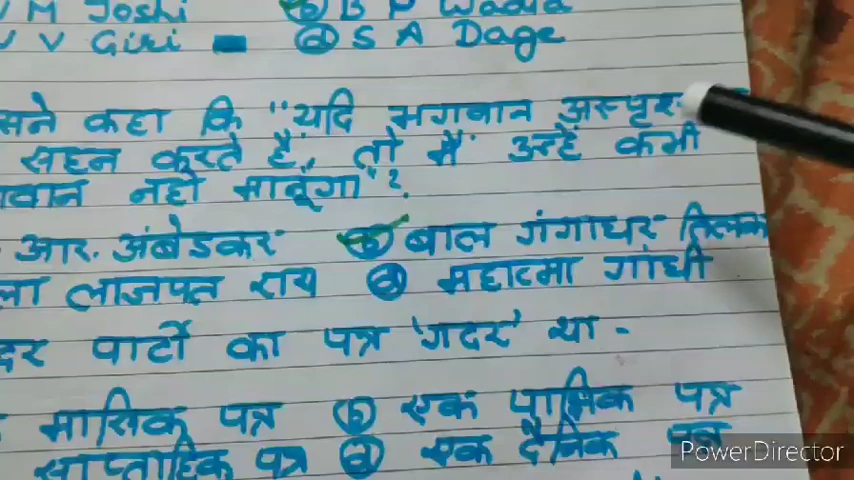 M Joshi (b) B P Wadia
V V Giri (d) S A Dage
सने कहा कि "यदि भगवान
सहन करते हैं, तो मैं उन्हें कभी
वान नहीं मानूंगा"?
आर. अंबेडकर (b) बाल गंगाधर तिलक
ला लाजपत राय (d) महात्मा गांधी
दर पार्टी का पत्र 'गदर' था -
मासिक पत्र (b) एक पाक्षिक पत्र
साप्ताहिक पत्र (d) एक दैनिक पत्र
PowerDirector